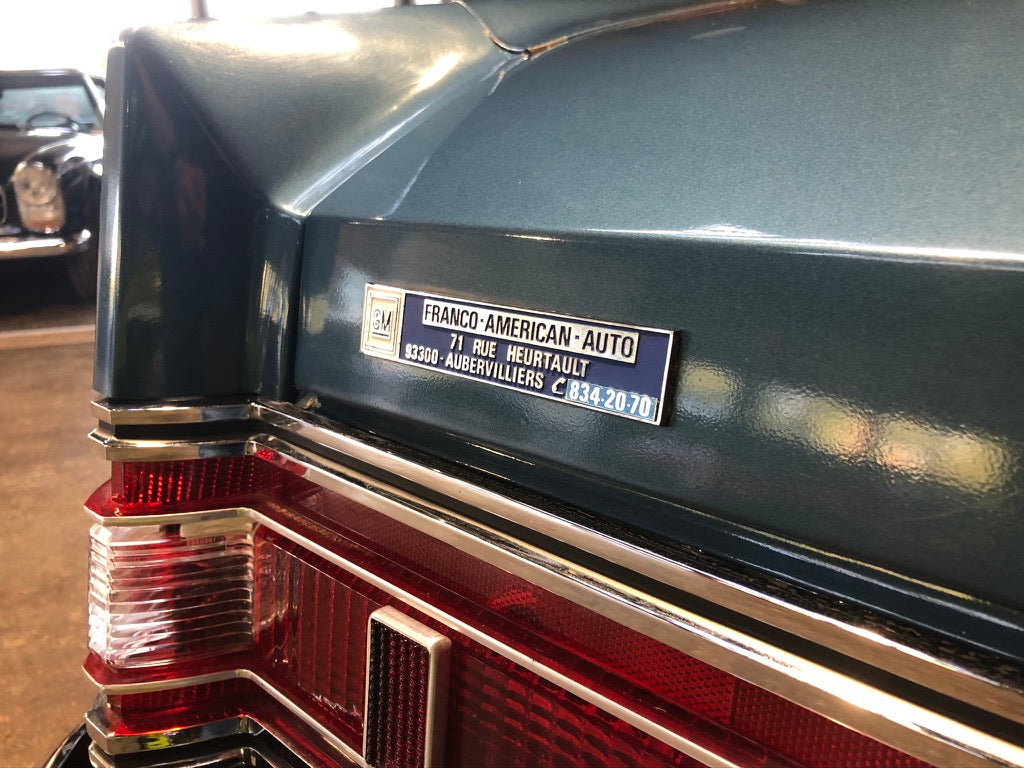 GM
FRANCO-AMERICAN-AUTO
71 RUE HEURTAULT
93300-AUBERVILLIERS
834-20-70